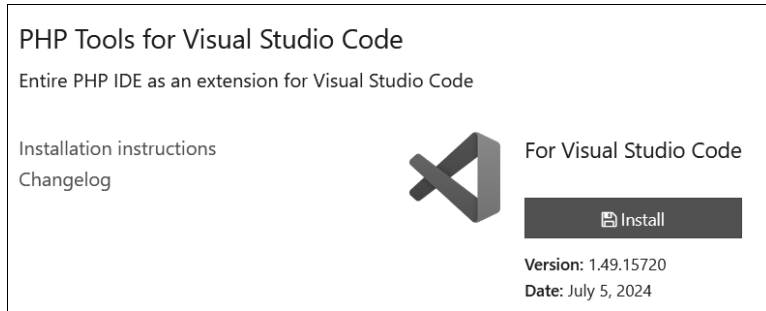 PHP Tools for Visual Studio Code
Entire PHP IDE as an extension for Visual Studio Code
Installation instructions
Changelog
For Visual Studio Code
Install
Version: 1.49.15720
Date: July 5, 2024